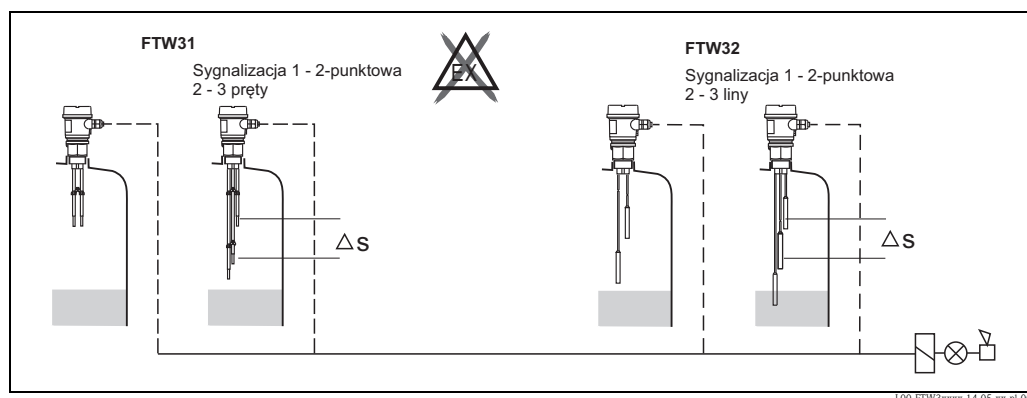 FTW31
Sygnalizacja 1 - 2-punktowa
2 - 3 pręty
EX
FTW32
Sygnalizacja 1 - 2-punktowa
2 - 3 liny
△ S
△ S